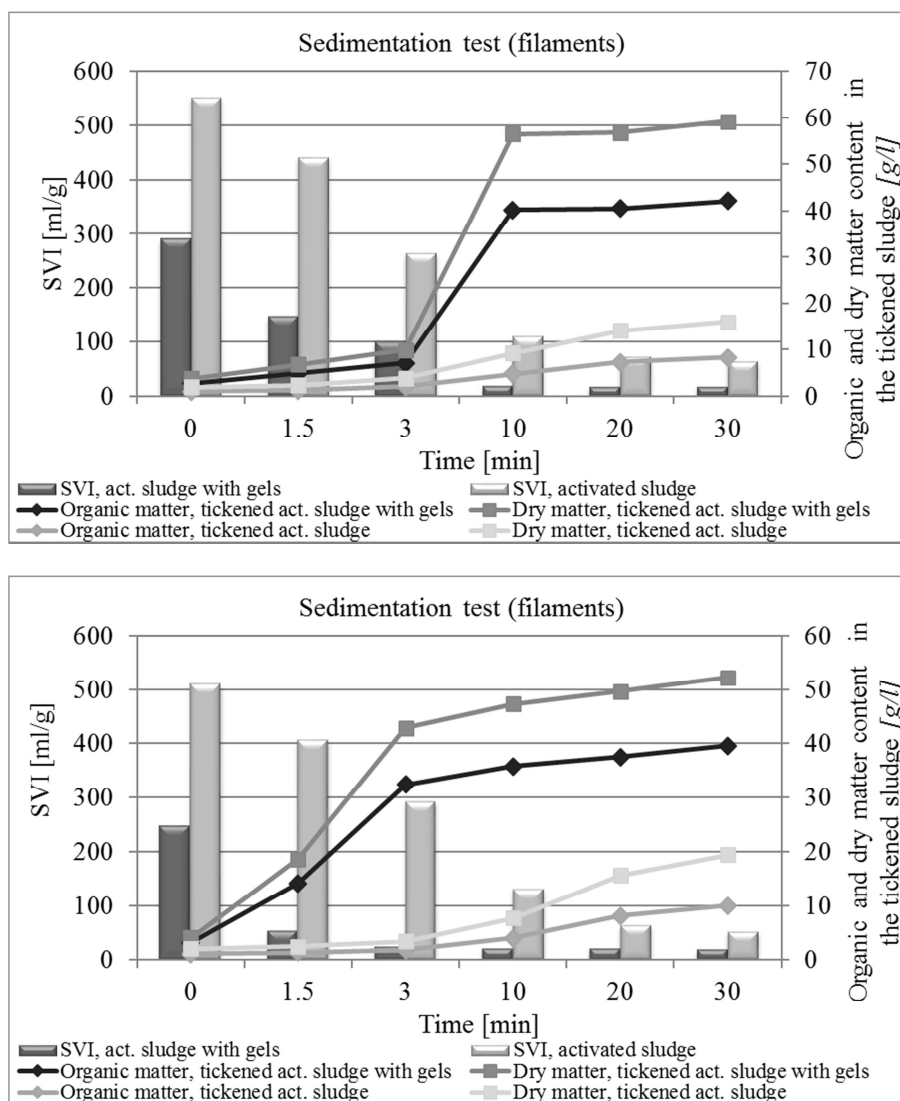 Sedimentation test (filaments)
600
500
400
300
200
100
0
SVI [ml/g]
70
60
50
40
30
20
10
0
Organic and dry matter content in
the tickened sludge [g/l]
0 1.5 3 10 20 30
Time [min]
SVI, act. sludge with gels SVI, activated sludge
Organic matter, tickened act. sludge with gels Dry matter, tickened act. sludge with gels
Organic matter, tickened act. sludge Dry matter, tickened act. sludge
Sedimentation test (filaments)
600
500
400
300
200
100
0
SVI [ml/g]
60
50
40
30
20
10
0
Organic and dry matter content in
the tickened sludge [g/l]
0 1.5 3 10 20 30
Time [min]
SVI, act. sludge with gels SVI, activated sludge
Organic matter, tickened act. sludge with gels Dry matter, tickened act. sludge with gels
Organic matter, tickened act. sludge Dry matter, tickened act. sludge